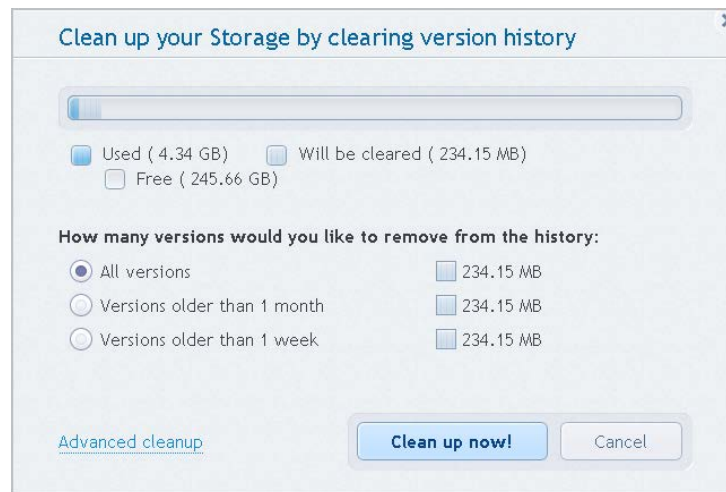 Clean up your Storage by clearing version history
Used ( 4.34 GB) Will be cleared ( 234.15 MB)
Free ( 245.66 GB)
How many versions would you like to remove from the history:
All versions 234.15 MB
Versions older than 1 month 234.15 MB
Versions older than 1 week 234.15 MB
Advanced cleanup Clean up now! Cancel